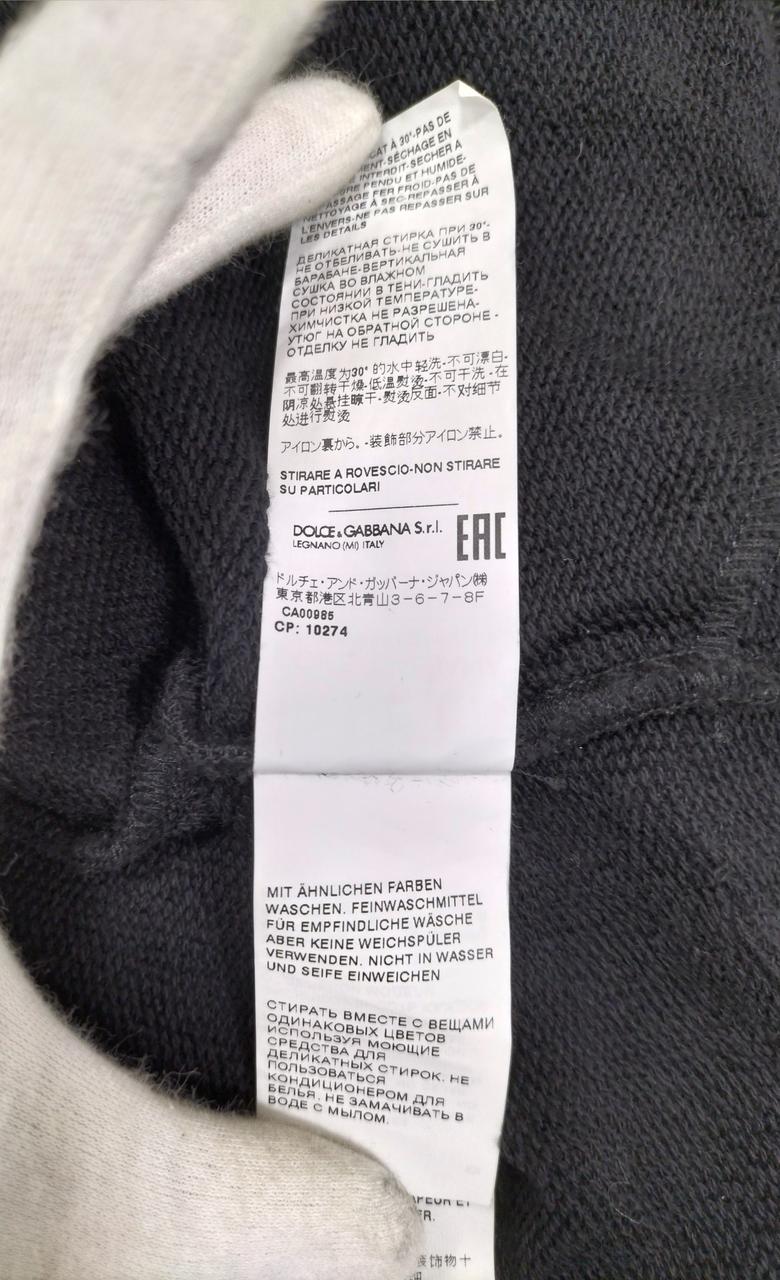 CAT À 30°-PAS DE
ENT-SÉCHAGE EN
INTERDIT-SECHER A
PENDU ET HUMIDE-
ASSAGE FER FROID-PAS DE
NETTOYAGE À SEC-REPASSER À
L'ENVERS-NE PAS REPASSER SUR
LES DETAILS
ДЕЛИКАТНАЯ СТИРКА ПРИ 30°-
НЕ ОТБЕЛИВАТЬ-НЕ СУШИТЬ В
БАРАБАНЕ-ВЕРТИКАЛЬНАЯ
СУШКА ВО ВЛАЖНОМ
СОСТОЯНИИ В ТЕНИ-ГЛАДИТЬ
ПРИ НИЗКОЙ ТЕМПЕРАТУРЕ-
ХИМЧИСТКА НЕ РАЗРЕШЕНА-
УТЮГ НА ОБРАТНОЙ СТОРОНЕ -
ОТДЕЛКУ НЕ ГЛАДИТЬ
最高温度为30° 的水中轻洗-不可漂白-
不可翻转干燥-低温熨烫-不可干洗-在
阴凉处悬挂晾干-熨烫反面-不对细节
处进行熨烫
アイロン裏から。-装飾部分アイロン禁止。
STIRARE A ROVESCIO-NON STIRARE
SU PARTICOLARI
DOLCE & GABBANA S.r.l.
LEGNANO (MI) ITALY
EAC
ドルチェ・アンド・ガッバーナ・ジャパン㈱
東京都港区北青山3-6-7-8F
CA00985
CP: 10274
MIT ÄHNLICHEN FARBEN
WASCHEN. FEINWASCHMITTEL
FÜR EMPFINDLICHE WÄSCHE
ABER KEINE WEICHSPÜLER
VERWENDEN. NICHT IN WASSER
UND SEIFE EINWEICHEN
СТИРАТЬ ВМЕСТЕ С ВЕЩАМИ
ОДИНАКОВЫХ ЦВЕТОВ
ИСПОЛЬЗУЯ МОЮЩИЕ
СРЕДСТВА ДЛЯ
ДЕЛИКАТНЫХ СТИРОК. НЕ
ПОЛЬЗОВАТЬСЯ
КОНДИЦИОНЕРОМ ДЛЯ
БЕЛЬЯ. НЕ ЗАМАЧИВАТЬ В
ВОДЕ С МЫЛОМ.